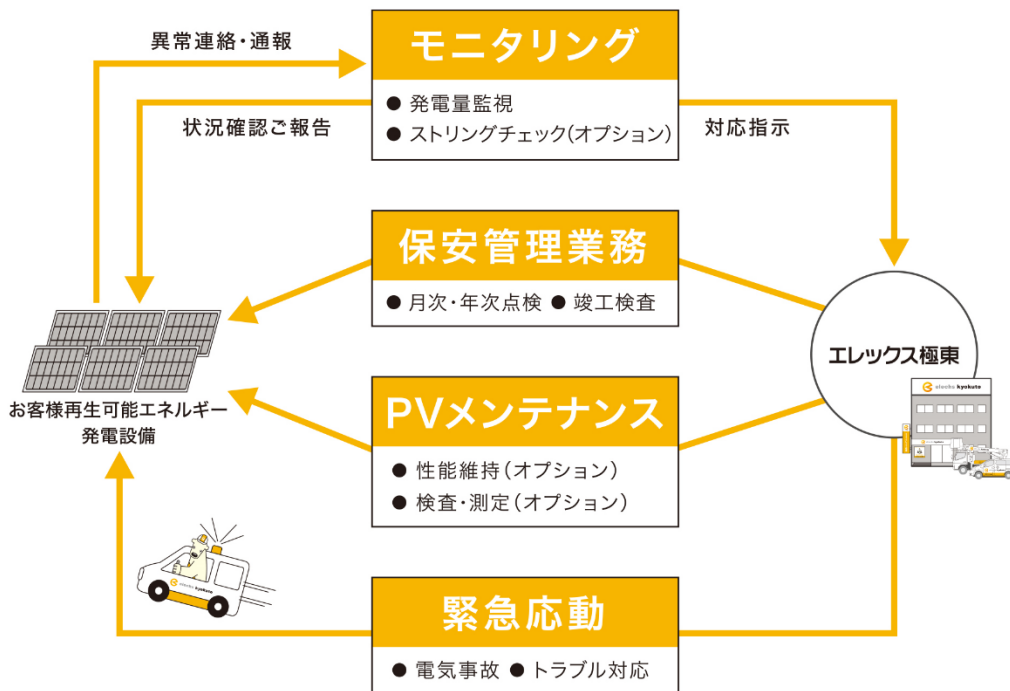 異常連絡・通報
モニタリング
● 発電量監視
● ストリングチェック(オプション)
状況確認ご報告
対応指示
保安管理業務
● 月次・年次点検 ● 竣工検査
エレックス極東
elecks kyokuto
お客様再生可能エネルギー
発電設備
PVメンテナンス
● 性能維持(オプション)
● 検査・測定(オプション)
緊急応動
● 電気事故 ● トラブル対応